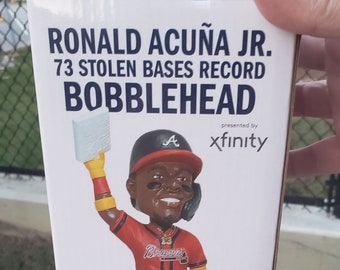 RONALD ACUÑA JR.
73 STOLEN BASES RECORD
BOBBLEHEAD
presented by
xfinity
A
Braves